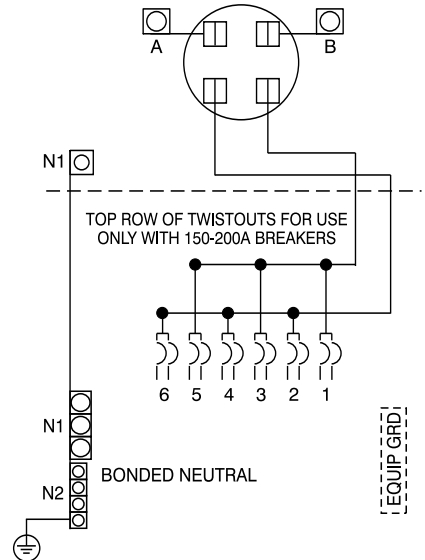 A
B
N1
TOP ROW OF TWISTOUTS FOR USE
ONLY WITH 150-200A BREAKERS
6 5 4 3 2 1
N1
BONDED NEUTRAL
N2
EQUIP GRD